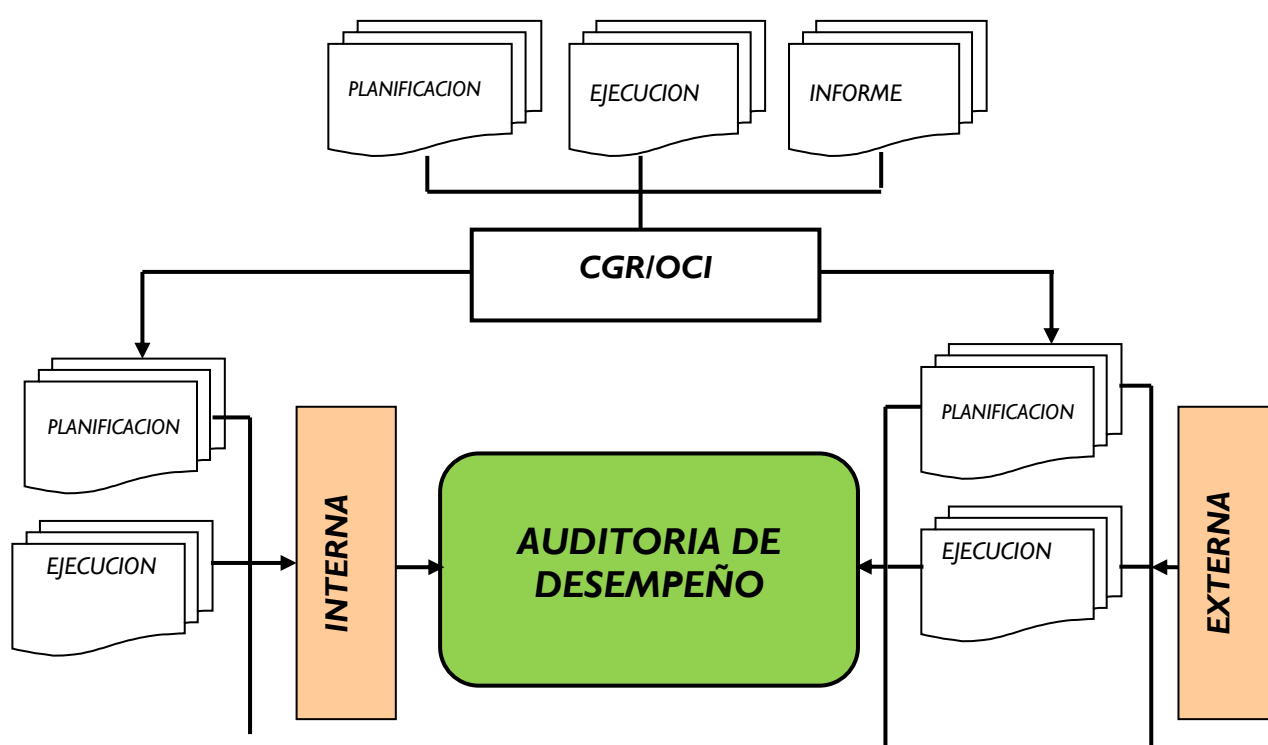 PLANIFICACION
EJECUCION
INFORME
CGR/OCI
PLANIFICACION
PLANIFICACION
INTERNA
AUDITORIA DE
DESEMPEÑO
EXTERNA
EJECUCION
EJECUCION